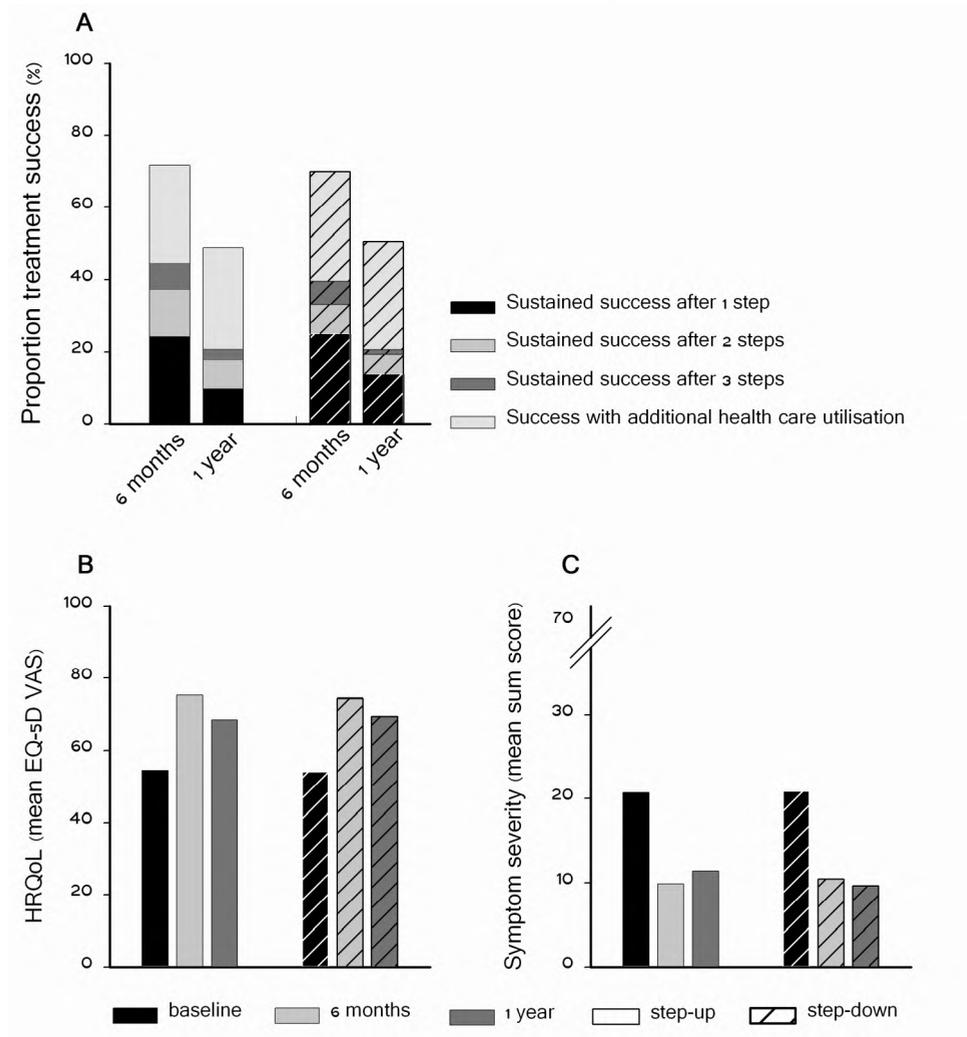 A
Proportion treatment success (%)
100
80
60
40
20
0
6 months
1 year
6 months
1 year
Sustained success after 1 step
Sustained success after 2 steps
Sustained success after 3 steps
Success with additional health care utilisation
B
HRQoL (mean EQ-5D VAS)
100
80
60
40
20
0
C
Symptom severity (mean sum score)
70
30
20
10
0
baseline
6 months
1 year
step-up
step-down